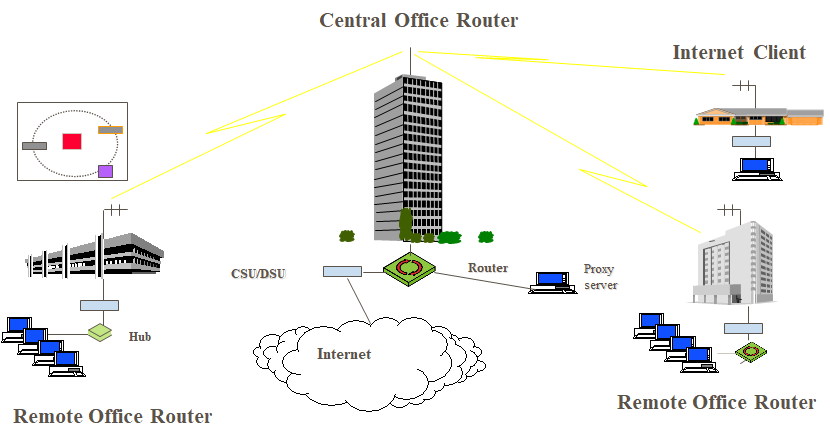 Central Office Router
Internet Client
CSU/DSU
Router
Proxy
server
Hub
Internet
Remote Office Router
Remote Office Router